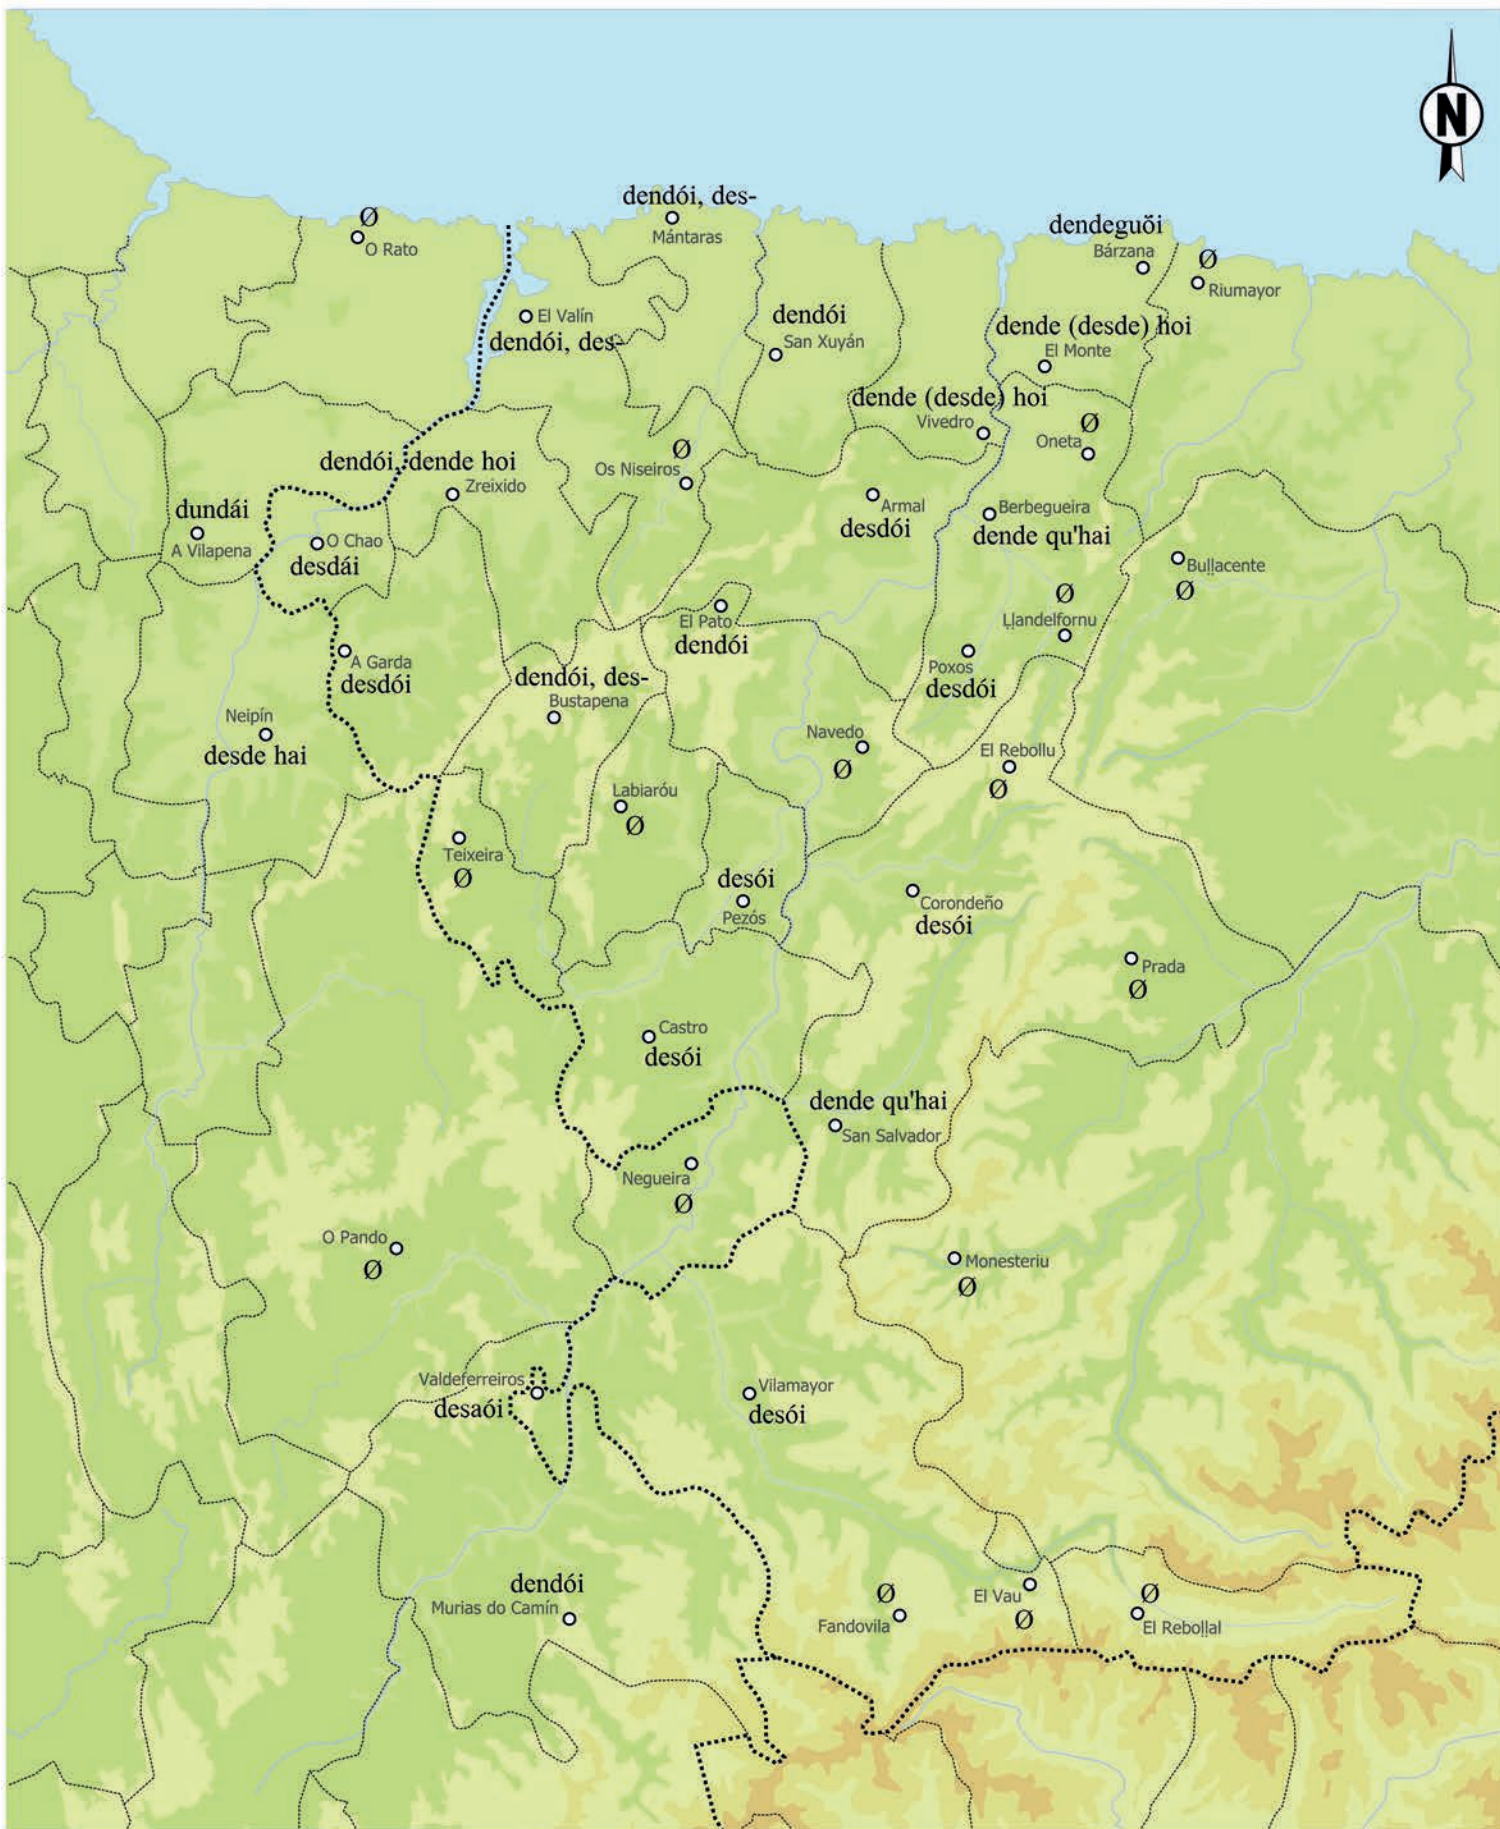 N
dendói, des-
Mántaras
Ø
O Rato
dendeguöi
Bárzana
Ø
Riumayor
El Valín
dendói, des-
dendói
San Xuyán
dende (desde) hoi
El Monte
dende (desde) hoi
Vivedro
Ø
Oneta
dendói, dende hoi
Zreixido
Ø
Os Niseiros
Armal
desdói
Berbegueira
dende qu'hai
dundái
A Vilapena
O Chao
desdái
Buḷḷacente
Ø
Ø
Ḷḷandelfornu
El Pato
dendói
A Garda
desdói
Poxos
desdói
dendói, des-
Bustapena
Neipín
desde hai
Navedo
Ø
El Rebollu
Ø
Labiaróu
Ø
Teixeira
Ø
desói
Pezós
Corondeño
desói
Prada
Ø
Castro
desói
dende qu'hai
San Salvador
Negueira
Ø
O Pando
Ø
Monesteriu
Ø
Valdeferreiros
desaói
Vilamayor
desói
dendói
Murias do Camín
Ø
Fandovila
El Vau
Ø
Ø
El Reboḷḷal